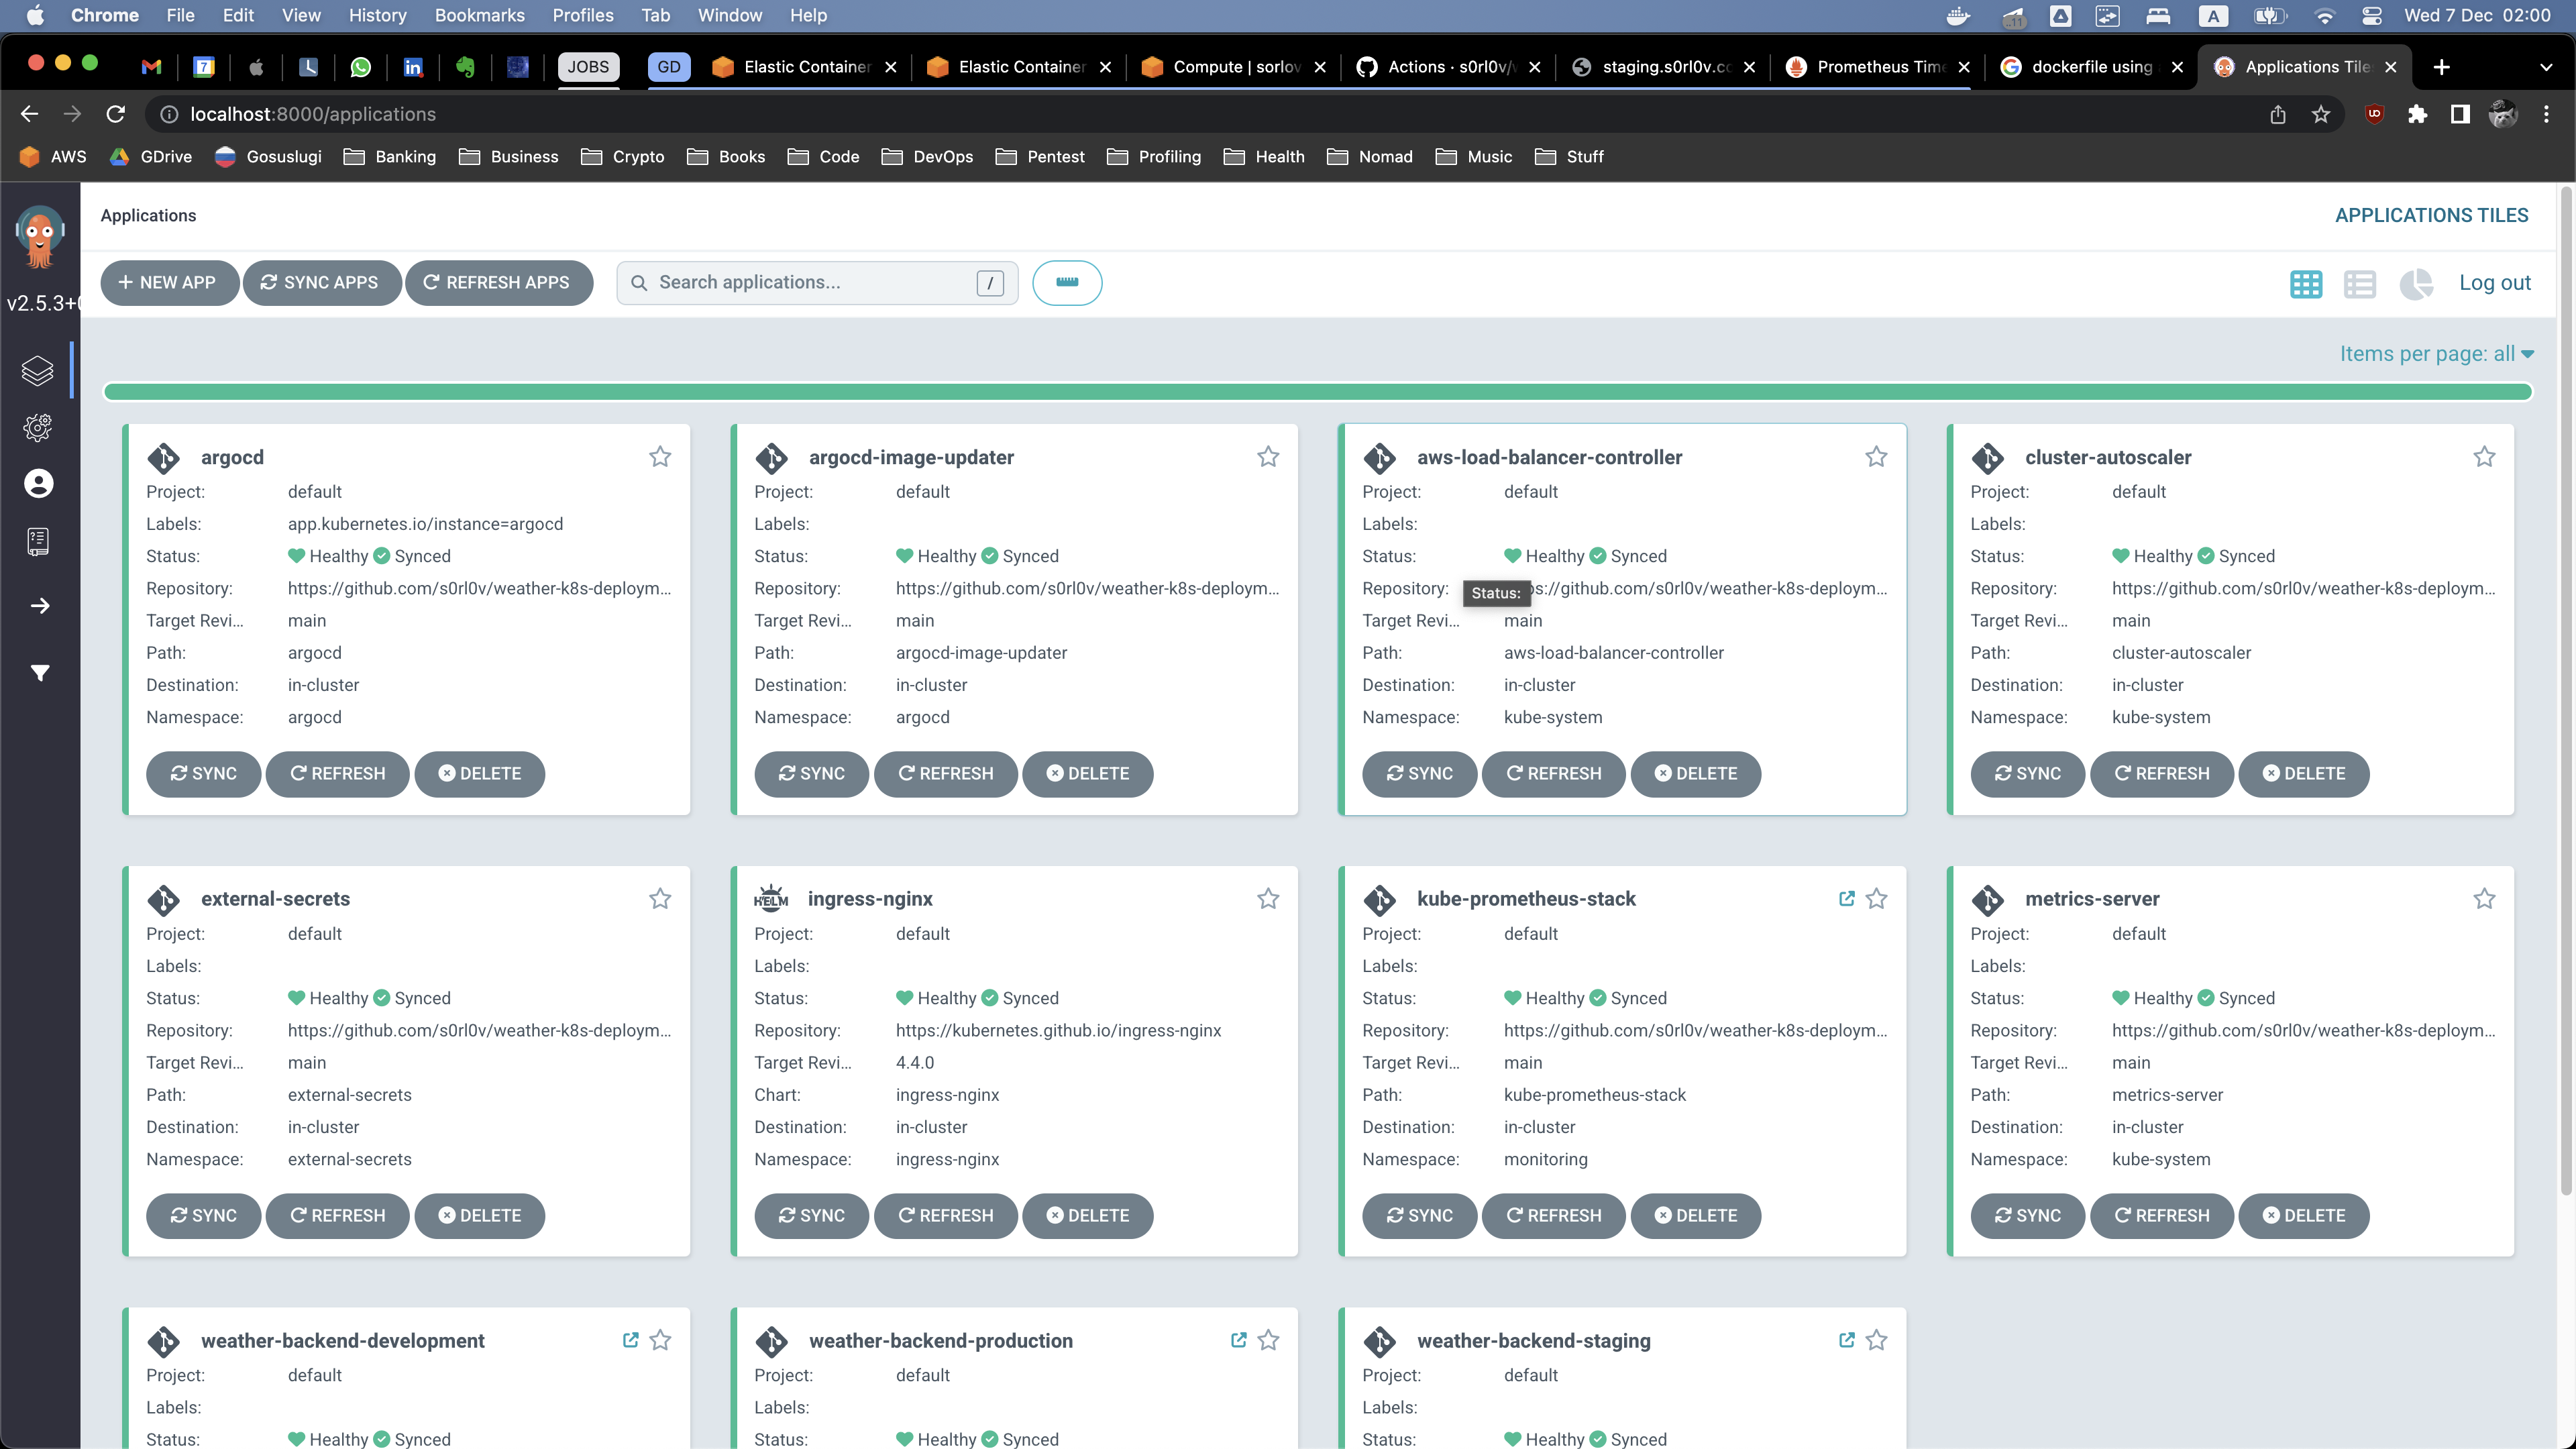 Chrome File Edit View History Bookmarks Profiles Tab Window Help A Wed 7 Dec 02:00
7 JOBS GD Elastic Container Elastic Container Compute | sorlov Actions · s0rl0v/ staging.s0rl0v.co Prometheus Time dockerfile using Applications Tile
localhost:8000/applications
AWS GDrive Gosuslugi Banking Business Crypto Books Code DevOps Pentest Profiling Health Nomad Music Stuff
Applications APPLICATIONS TILES
NEW APP SYNC APPS REFRESH APPS Search applications... / Log out
v2.5.3+
Items per page: all
argocd argocd-image-updater aws-load-balancer-controller cluster-autoscaler
Project: default Project: default Project: default Project: default
Labels: app.kubernetes.io/instance=argocd Labels: Labels: Labels:
Status: Healthy Synced Status: Healthy Synced Status: Healthy Synced Status: Healthy Synced
Repository: https://github.com/s0rl0v/weather-k8s-deploym... Repository: https://github.com/s0rl0v/weather-k8s-deploym... Repository: Status: ps://github.com/s0rl0v/weather-k8s-deploym... Repository: https://github.com/s0rl0v/weather-k8s-deploym...
Target Revi... main Target Revi... main Target Revi... main Target Revi... main
Path: argocd Path: argocd-image-updater Path: aws-load-balancer-controller Path: cluster-autoscaler
Destination: in-cluster Destination: in-cluster Destination: in-cluster Destination: in-cluster
Namespace: argocd Namespace: argocd Namespace: kube-system Namespace: kube-system
SYNC REFRESH DELETE SYNC REFRESH DELETE SYNC REFRESH DELETE SYNC REFRESH DELETE
external-secrets HELM ingress-nginx kube-prometheus-stack metrics-server
Project: default Project: default Project: default Project: default
Labels: Labels: Labels: Labels:
Status: Healthy Synced Status: Healthy Synced Status: Healthy Synced Status: Healthy Synced
Repository: https://github.com/s0rl0v/weather-k8s-deploym... Repository: https://kubernetes.github.io/ingress-nginx Repository: https://github.com/s0rl0v/weather-k8s-deploym... Repository: https://github.com/s0rl0v/weather-k8s-deploym...
Target Revi... main Target Revi... 4.4.0 Target Revi... main Target Revi... main
Path: external-secrets Chart: ingress-nginx Path: kube-prometheus-stack Path: metrics-server
Destination: in-cluster Destination: in-cluster Destination: in-cluster Destination: in-cluster
Namespace: external-secrets Namespace: ingress-nginx Namespace: monitoring Namespace: kube-system
SYNC REFRESH DELETE SYNC REFRESH DELETE SYNC REFRESH DELETE SYNC REFRESH DELETE
weather-backend-development weather-backend-production weather-backend-staging
Project: default Project: default Project: default
Labels: Labels: Labels:
Status: Healthy Synced Status: Healthy Synced Status: Healthy Synced